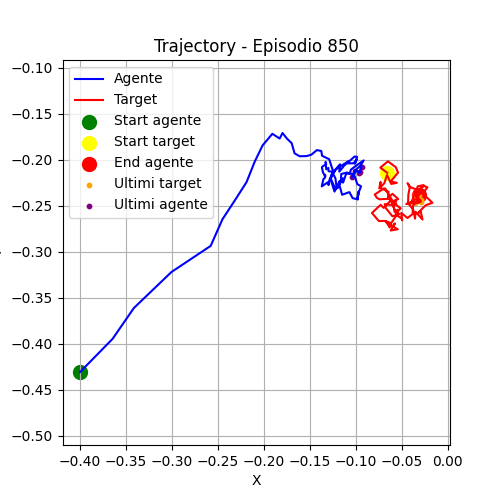 Trajectory - Episodio 850
−0.10
−0.15
−0.20
−0.25
−0.30
−0.35
−0.40
−0.45
−0.50
Agente
Target
Start agente
Start target
End agente
Ultimi target
Ultimi agente
−0.40 −0.35 −0.30 −0.25 −0.20 −0.15 −0.10 −0.05 0.00
X